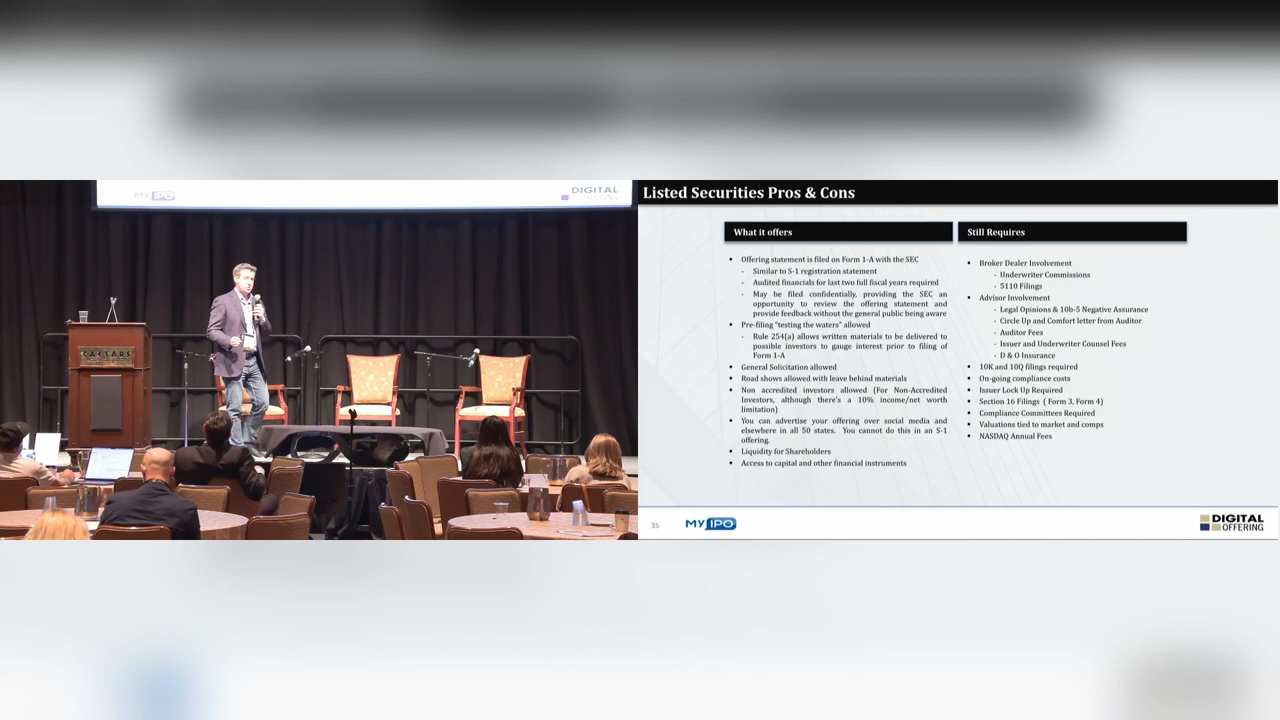 MY IPO
DIGITAL
CAESARS
Listed Securities Pros & Cons
What it offers
▪ Offering statement is filed on Form 1-A with the SEC
- Similar to S-1 registration statement
- Audited financials for last two full fiscal years required
- May be filed confidentially, providing the SEC an
opportunity to review the offering statement and
provide feedback without the general public being aware
▪ Pre-filing "testing the waters" allowed
- Rule 254(a) allows written materials to be delivered to
possible investors to gauge interest prior to filing of
Form 1-A
▪ General Solicitation allowed
▪ Road shows allowed with leave behind materials
▪ Non accredited investors allowed (For Non-Accredited
Investors, although there's a 10% income/net worth
limitation)
▪ You can advertise your offering over social media and
elsewhere in all 50 states. You cannot do this in an S-1
offering.
▪ Liquidity for Shareholders
▪ Access to capital and other financial instruments
Still Requires
▪ Broker Dealer Involvement
- Underwriter Commissions
- 5110 Filings
▪ Advisor Involvement
- Legal Opinions & 10b-5 Negative Assurance
- Circle Up and Comfort letter from Auditor
- Auditor Fees
- Issuer and Underwriter Counsel Fees
- D & O Insurance
▪ 10K and 10Q filings required
▪ On-going compliance costs
▪ Issuer Lock Up Required
▪ Section 16 Filings ( Form 3, Form 4)
▪ Compliance Committees Required
▪ Valuations tied to market and comps
▪ NASDAQ Annual Fees
35
MY IPO
DIGITAL
OFFERING